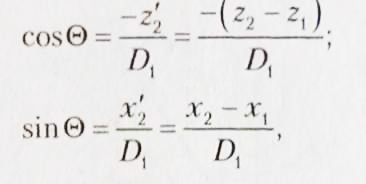 cosΘ = -z′₂/D₁ = -(z₂ - z₁)/D₁;
sinΘ = x′₂/D₁ = (x₂ - x₁)/D₁,